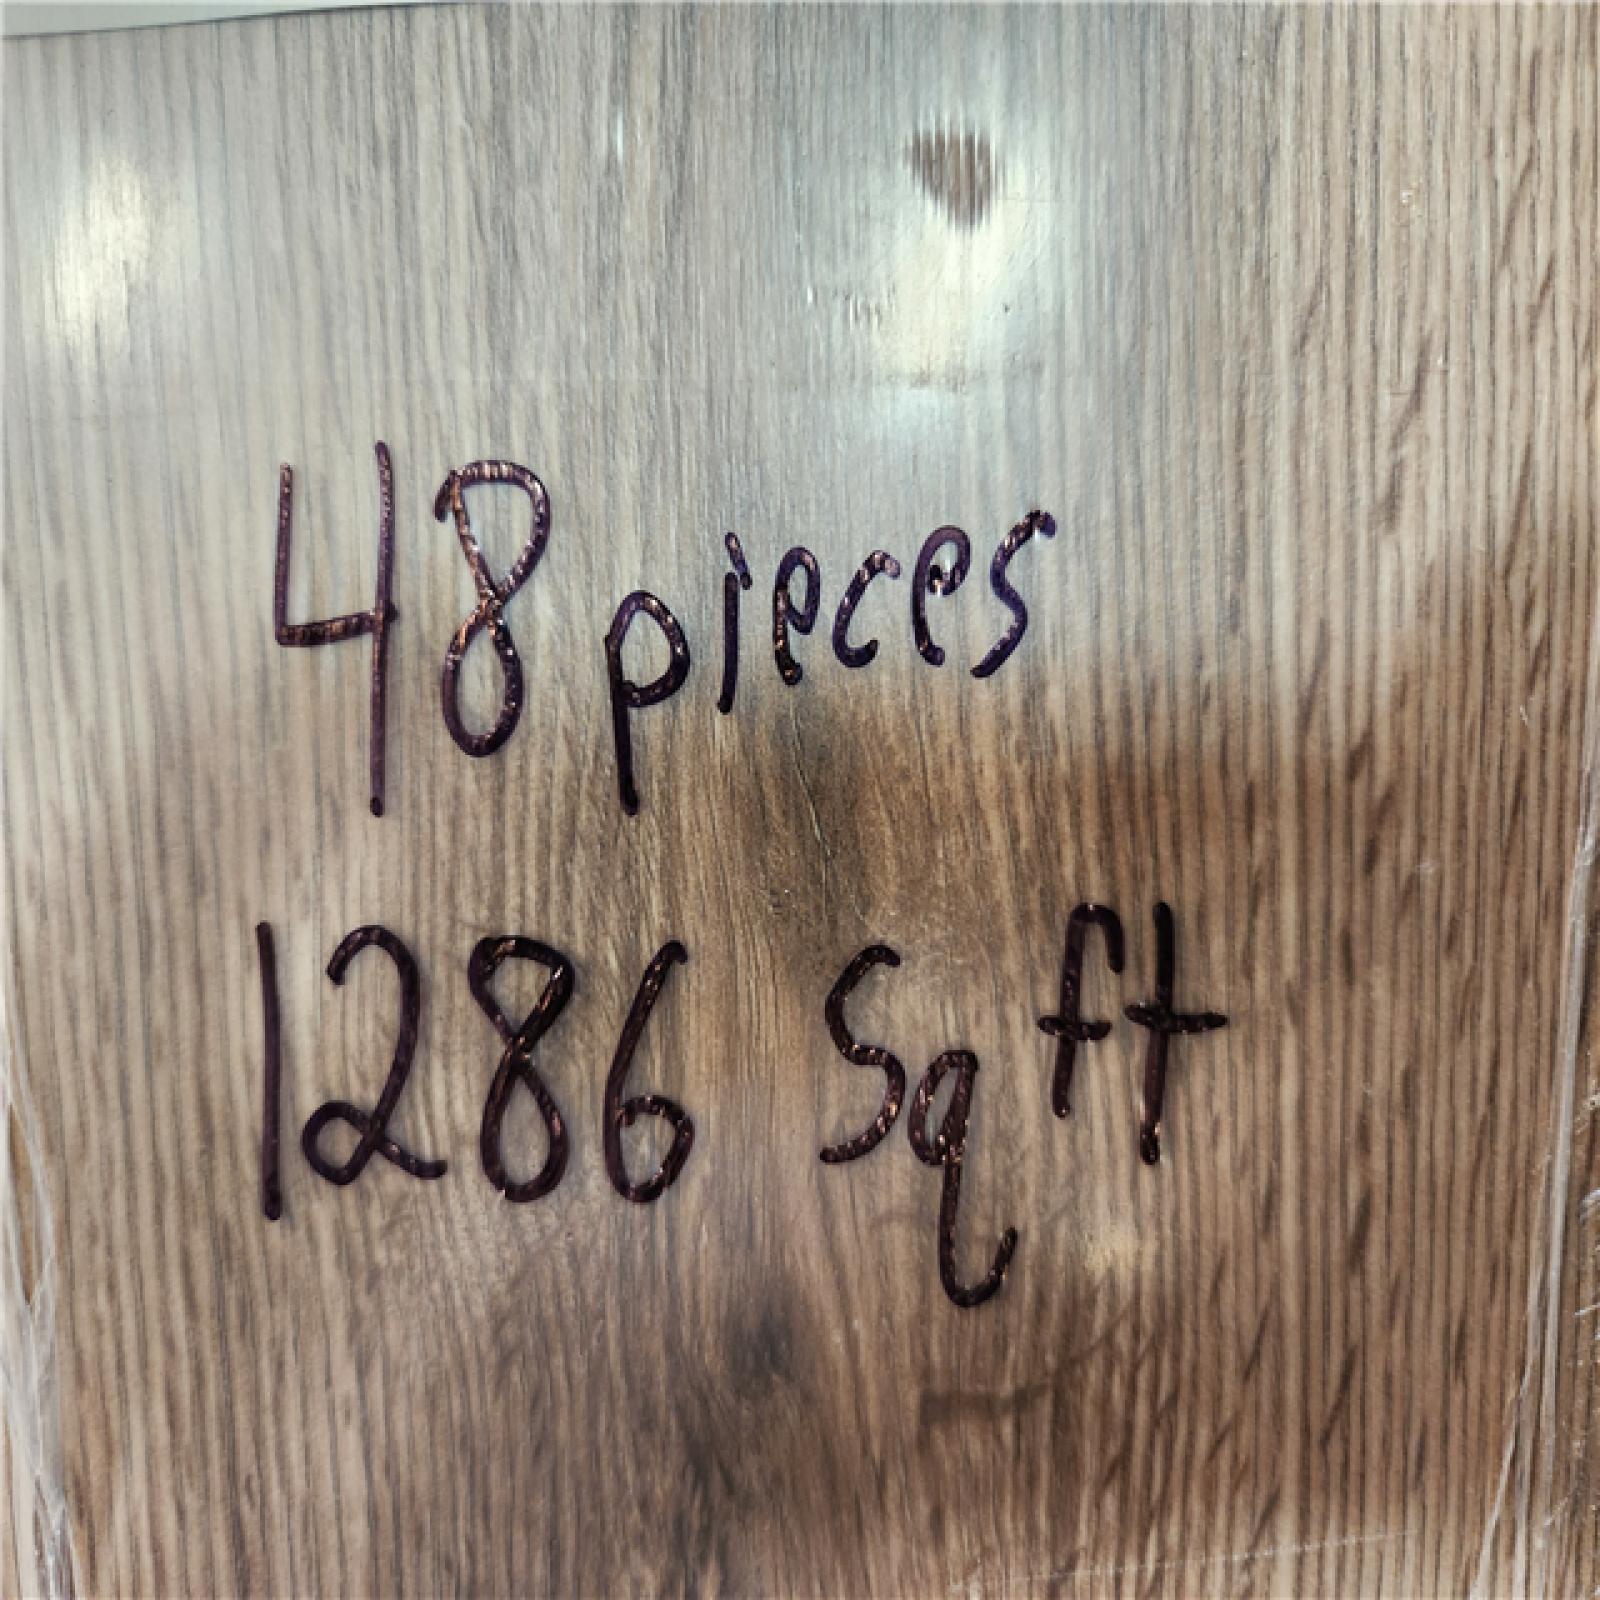 48 pieces
1286 Sq ft